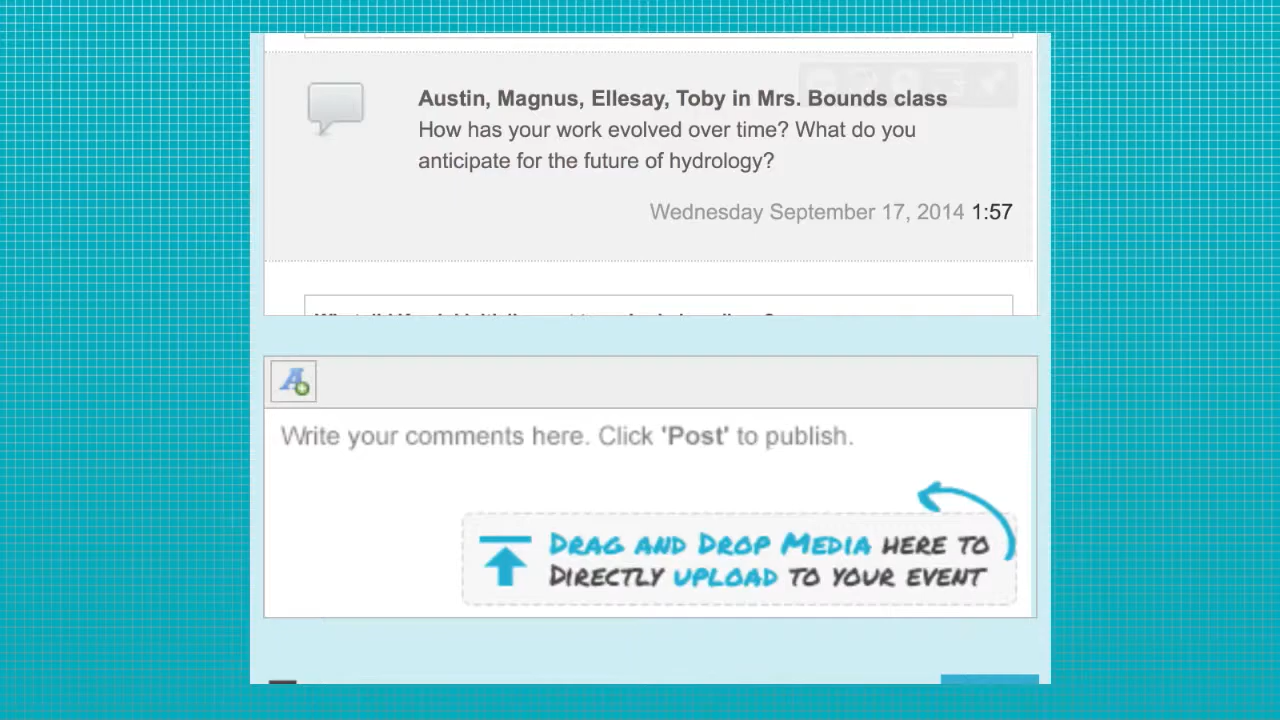 Austin, Magnus, Ellesay, Toby in Mrs. Bounds class
How has your work evolved over time? What do you
anticipate for the future of hydrology?
Wednesday September 17, 2014 1:57
Write your comments here. Click 'Post' to publish.
DRAG AND DROP MEDIA HERE TO
DIRECTLY UPLOAD TO YOUR EVENT